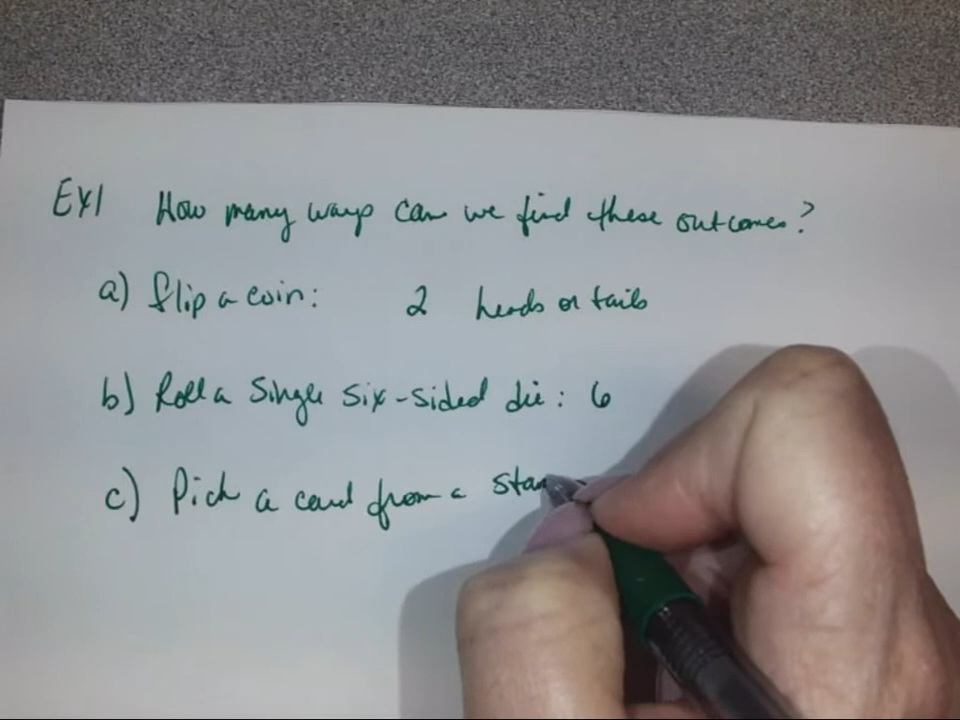 Ex1 How many ways can we find these outcomes?
a) flip a coin: 2 heads or tails
b) Roll a single six-sided die: 6
c) Pick a card from a stan